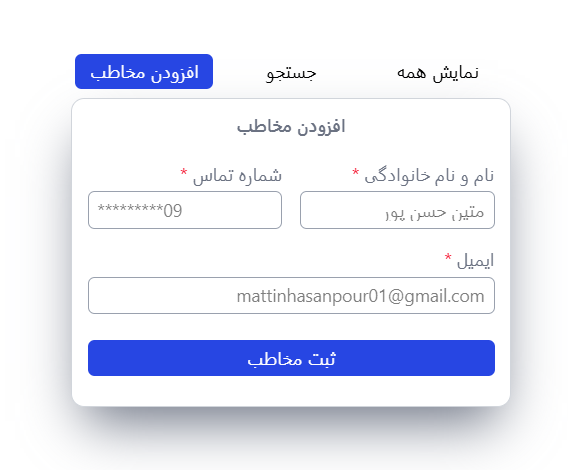 نمایش همه
جستجو
افزودن مخاطب
افزودن مخاطب
نام و نام خانوادگی *
شماره تماس *
متین حسن پور
*********09
ایمیل *
mattinhasanpour01@gmail.com
ثبت مخاطب